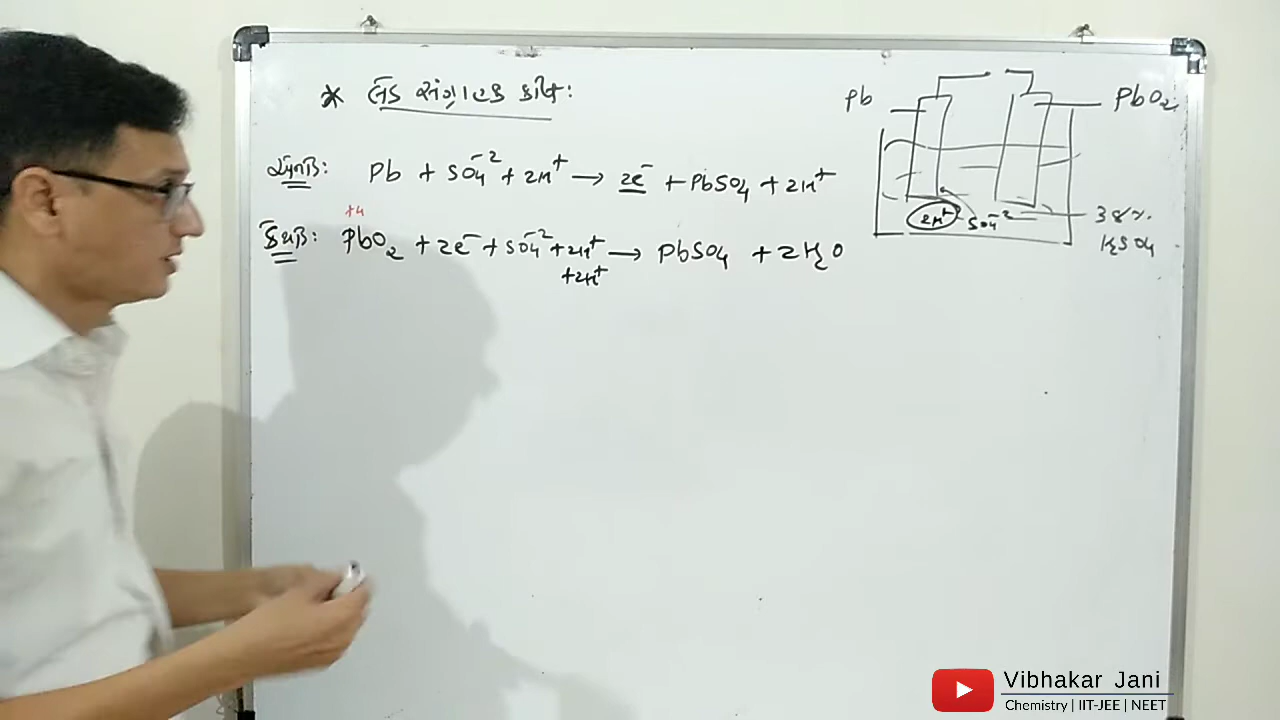 * લેડ સંગ્રાહક કોષ:
Pb PbO₂
એનોડ: Pb + SO₄⁻² + 2H⁺ → 2e⁻ + PbSO₄ + 2H⁺
+4
કેથોડ: PbO₂ + 2e⁻ + SO₄⁻² + 2H⁺ → PbSO₄ + 2H₂O
+2H⁺
2H⁺ SO₄⁻²
38%
H₂SO₄
Vibhakar Jani
Chemistry | IIT-JEE | NEET